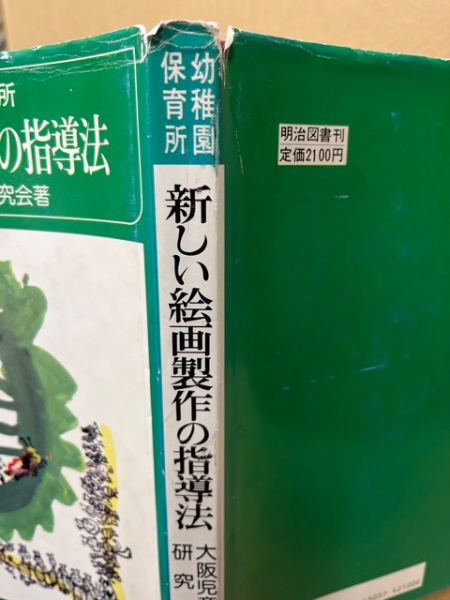 所
の指導法
究会著
幼稚園
保育所
新しい絵画製作の指導法
大阪児童
研究
明治図書刊
定価2100円